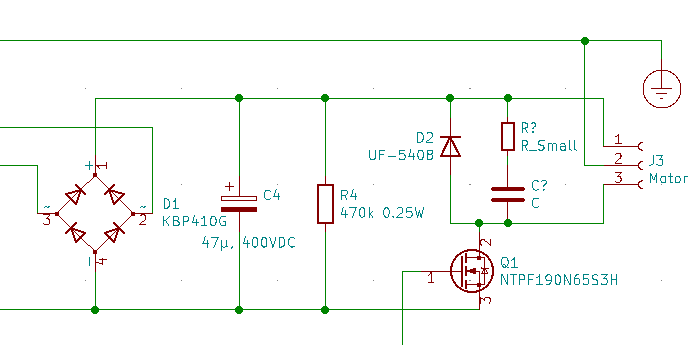 D2
UF-540B
R?
R_Small
1
2
3
J3
Motor
+
1
~
3
~
2
-
4
D1
KBP410G
+
C4
47µ, 400VDC
R4
470k 0.25W
C?
C
2
1
3
Q1
NTPF190N65S3H